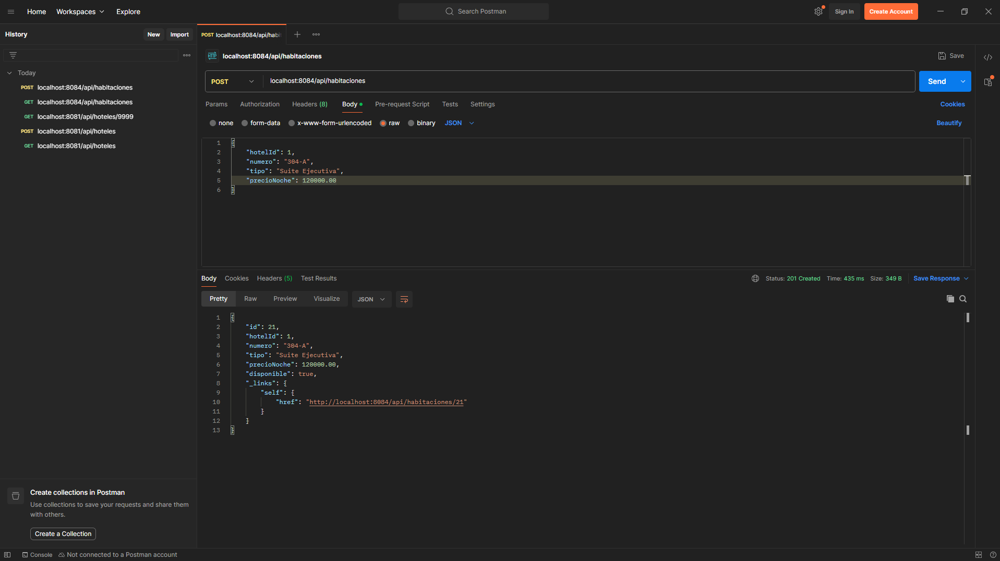 Home Workspaces Explore Search Postman Sign In Create Account
History New Import
POST localhost:8084/api/habi
Today
POST localhost:8084/api/habitaciones
GET localhost:8084/api/habitaciones
GET localhost:8081/api/hoteles/9999
POST localhost:8081/api/hoteles
GET localhost:8081/api/hoteles
Create collections in Postman
Use collections to save your requests and share them
with others.
Create a Collection
HTTP localhost:8084/api/habitaciones Save
POST localhost:8084/api/habitaciones Send
Params Authorization Headers (8) Body Pre-request Script Tests Settings Cookies
none form-data x-www-form-urlencoded raw binary JSON Beautify
1 {
2 "hotelId": 1,
3 "numero": "304-A",
4 "tipo": "Suite Ejecutiva",
5 "precioNoche": 120000.00
6 }
Body Cookies Headers (5) Test Results Status: 201 Created Time: 435 ms Size: 349 B Save Response
Pretty Raw Preview Visualize JSON
1 {
2 "id": 21,
3 "hotelId": 1,
4 "numero": "304-A",
5 "tipo": "Suite Ejecutiva",
6 "precioNoche": 120000.00,
7 "disponible": true,
8 "_links": {
9 "self": {
10 "href": "http://localhost:8084/api/habitaciones/21"
11 }
12 }
13 }
Console Not connected to a Postman account